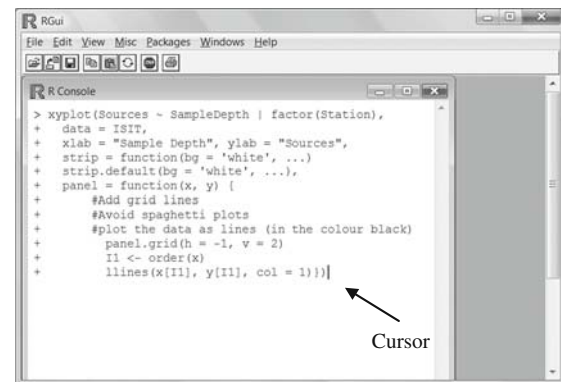 RGui
File Edit View Misc Packages Windows Help
R Console
> xyplot(Sources ~ SampleDepth | factor(Station),
+ data = ISIT,
+ xlab = "Sample Depth", ylab = "Sources",
+ strip = function(bg = 'white', ...)
+ strip.default(bg = 'white', ...),
+ panel = function(x, y) {
+ #Add grid lines
+ #Avoid spaghetti plots
+ #plot the data as lines (in the colour black)
+ panel.grid(h = -1, v = 2)
+ I1 <- order(x)
+ llines(x[I1], y[I1], col = 1)})
Cursor